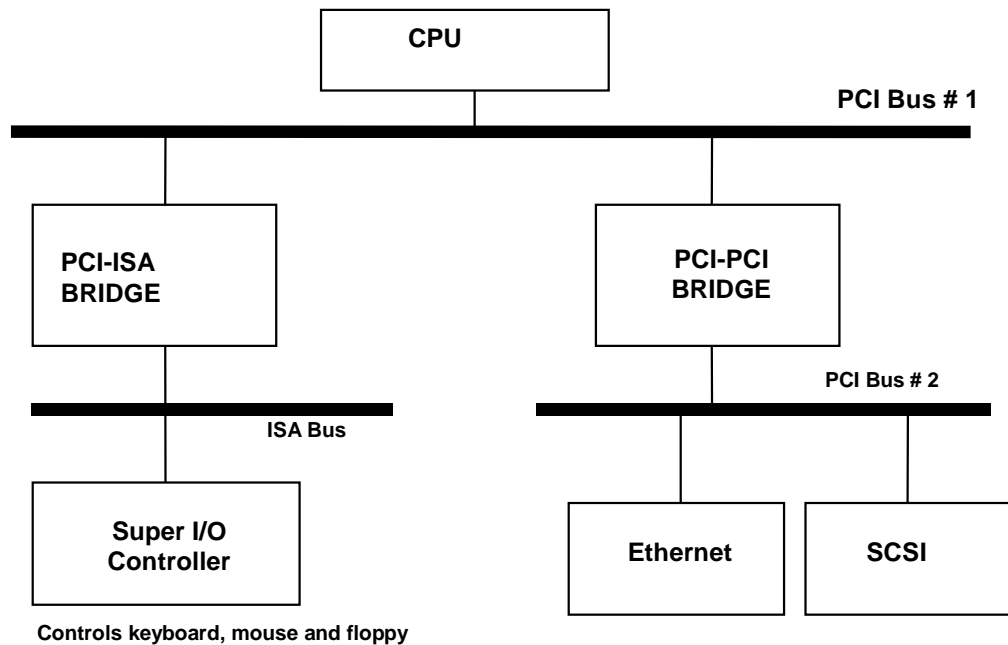 CPU
PCI Bus # 1
PCI-ISA
BRIDGE
PCI-PCI
BRIDGE
PCI Bus # 2
ISA Bus
Super I/O
Controller
Ethernet
SCSI
Controls keyboard, mouse and floppy